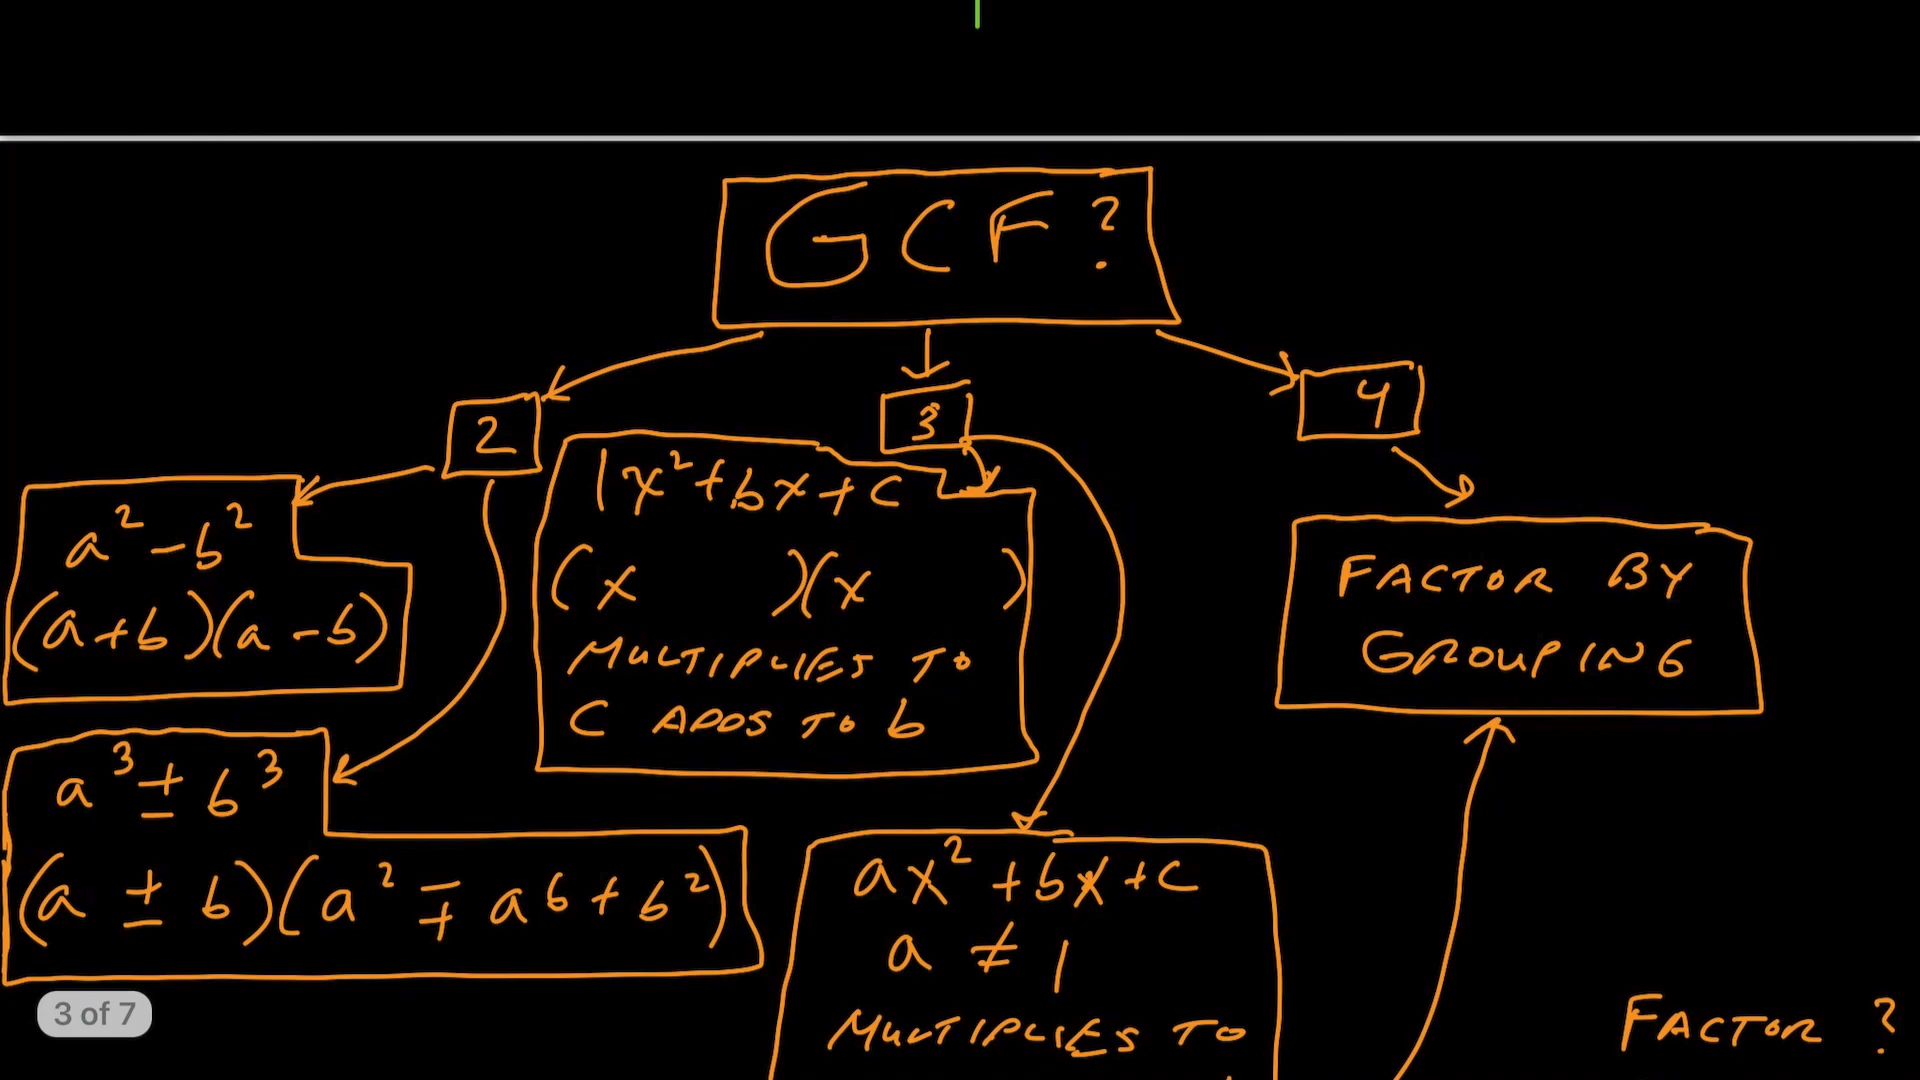 GCF?
2
3
4
a²-b²
(a+b)(a-b)
1x²+bx+c
(x )(x )
MULTIPLIES TO
C ADDS TO b
FACTOR BY
GROUPING
a³±b³
(a ± b)(a² ∓ ab+b²)
ax²+bx+c
a ≠ 1
MULTIPLIES TO
FACTOR ?
3 of 7